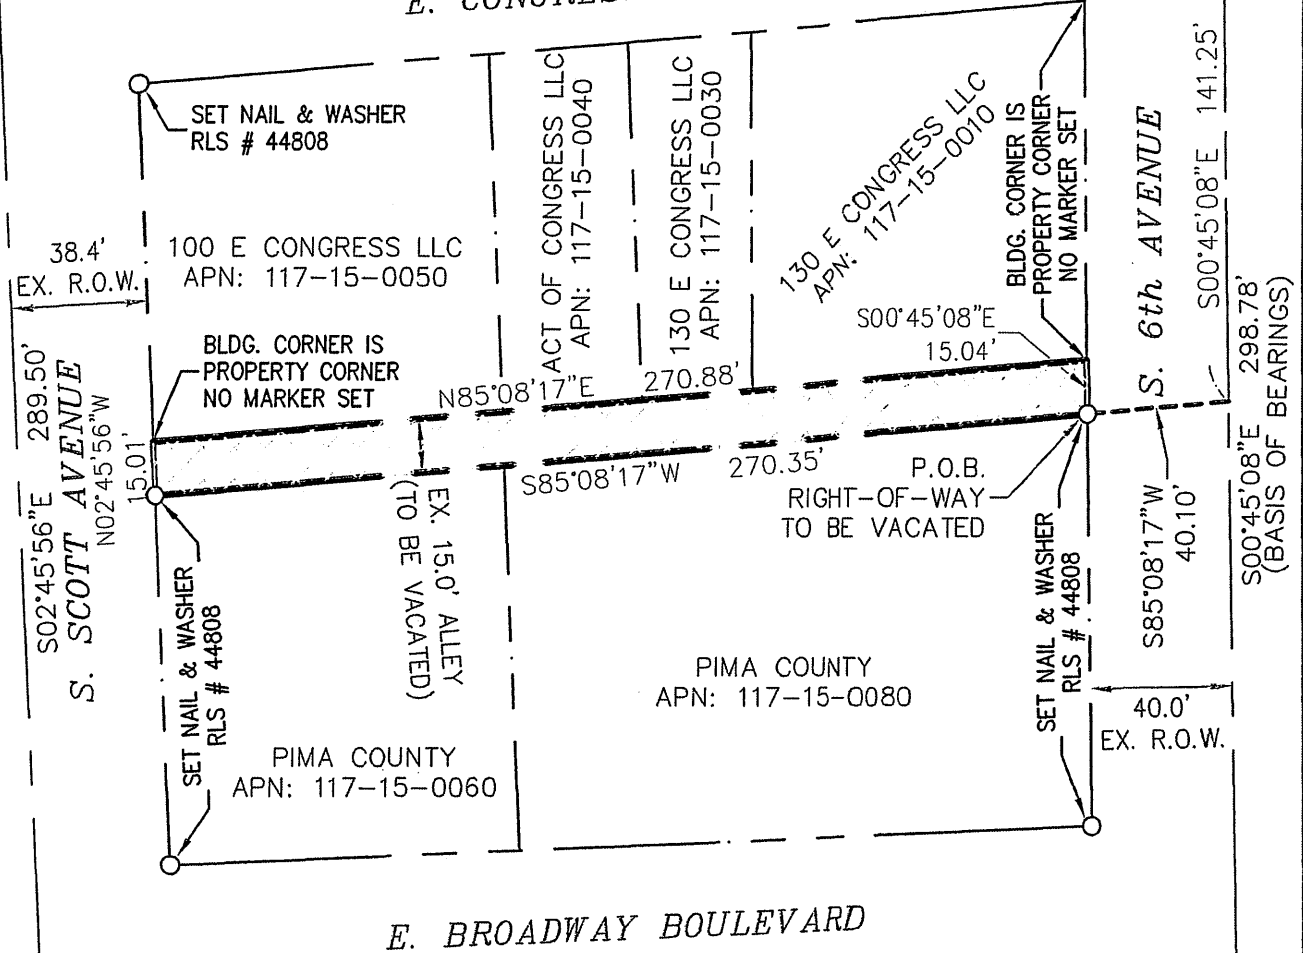 E. CONGRES
SET NAIL & WASHER
RLS # 44808
38.4'
EX. R.O.W.
100 E CONGRESS LLC
APN: 117-15-0050
ACT OF CONGRESS LLC
APN: 117-15-0040
130 E CONGRESS LLC
APN: 117-15-0030
130 E CONGRESS LLC
APN: 117-15-0010
BLDG. CORNER IS
PROPERTY CORNER
NO MARKER SET
S. 6th AVENUE
S00°45'08"E 141.25'
S00°45'08"E 298.78'
(BASIS OF BEARINGS)
BLDG. CORNER IS
PROPERTY CORNER
NO MARKER SET
S00°45'08"E
15.04'
N85°08'17"E 270.88'
S85°08'17"W 270.35'
S02°45'56"E 289.50'
S. SCOTT AVENUE
N02°45'56"W
15.01'
P.O.B.
RIGHT-OF-WAY
TO BE VACATED
EX. 15.0' ALLEY
(TO BE VACATED)
SET NAIL & WASHER
RLS # 44808
SET NAIL & WASHER
RLS # 44808
S85°08'17"W
40.10'
PIMA COUNTY
APN: 117-15-0080
40.0'
EX. R.O.W.
PIMA COUNTY
APN: 117-15-0060
E. BROADWAY BOULEVARD